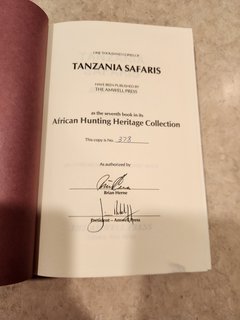 ONE THOUSAND COPIES OF
TANZANIA SAFARIS
HAVE BEEN PUBLISHED BY
THE AMWELL PRESS
as the seventh book in its
African Hunting Heritage Collection
This copy is No. 378
As authorized by
Brian Herne
President – Amwell Press